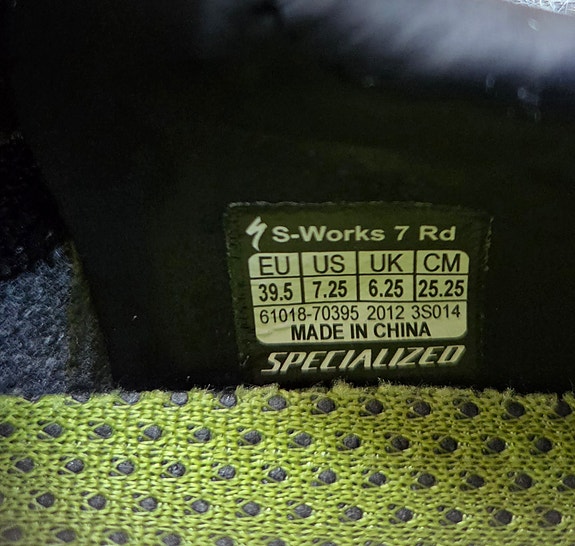 S-Works 7 Rd
EU US UK CM
39.5 7.25 6.25 25.25
61018-70395 2012 3S014
MADE IN CHINA
SPECIALIZED